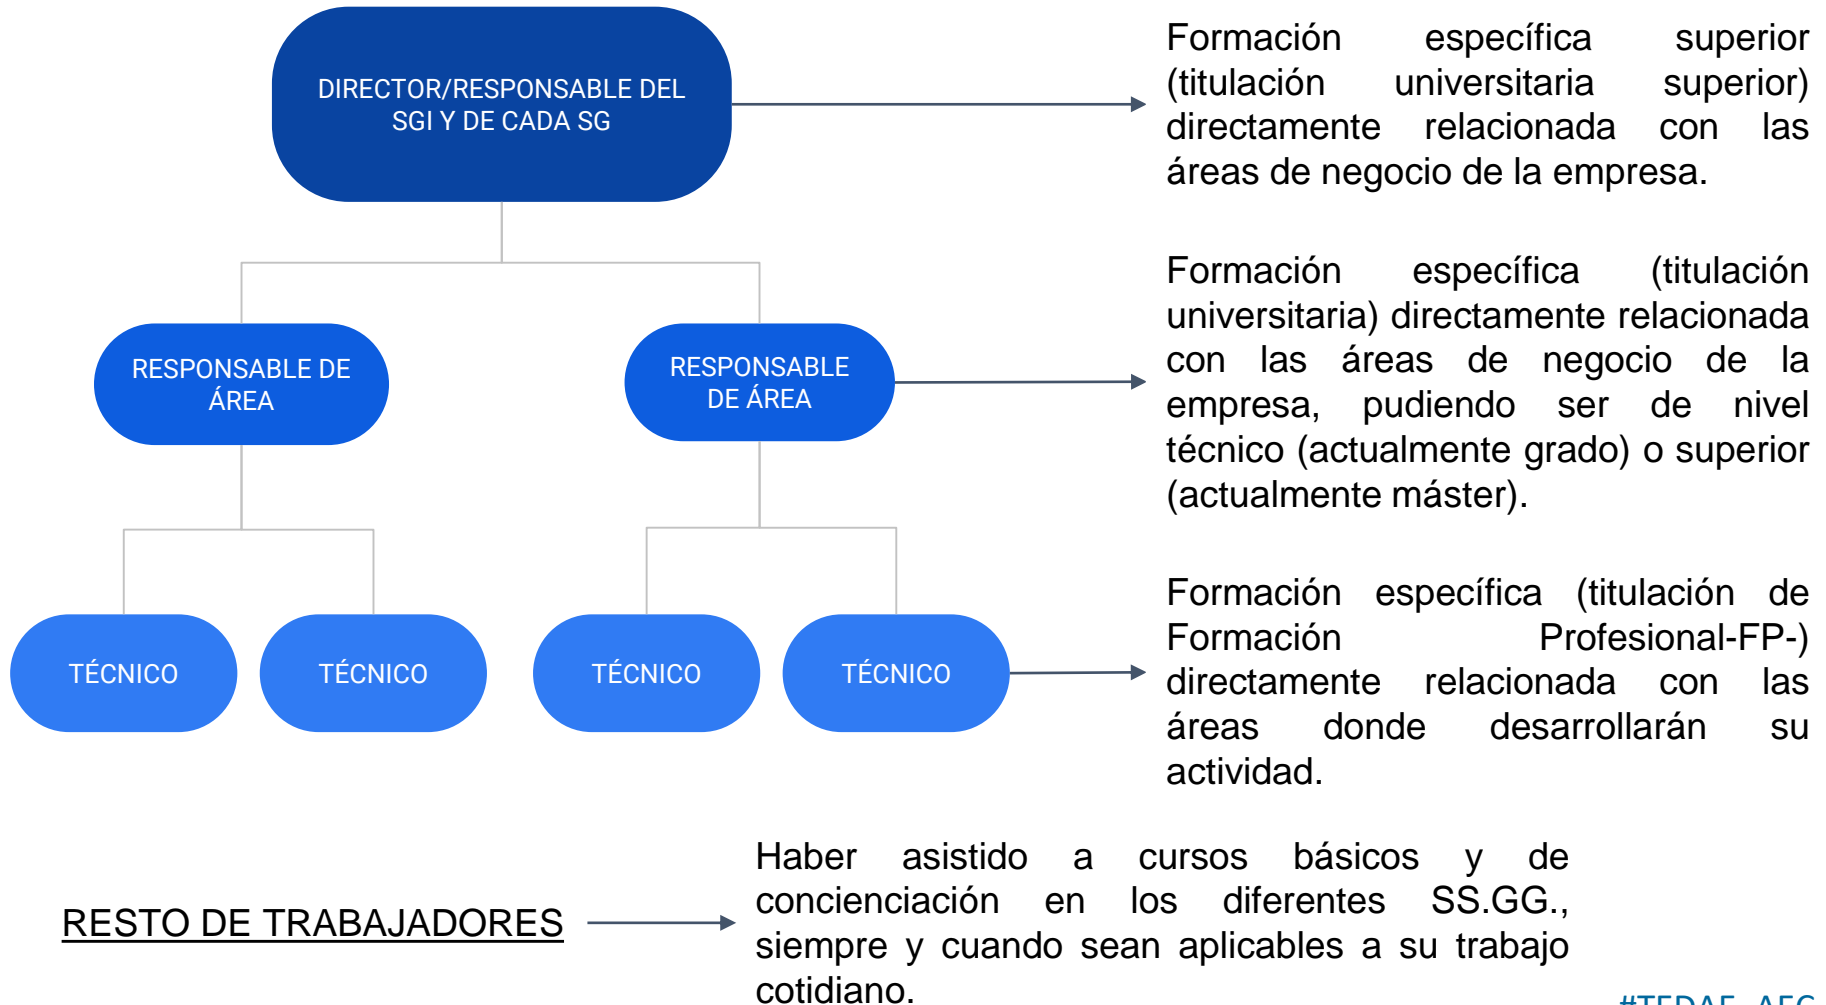 DIRECTOR/RESPONSABLE DEL
SGI Y DE CADA SG
Formación específica superior
(titulación universitaria superior)
directamente relacionada con las
áreas de negocio de la empresa.
RESPONSABLE DE
ÁREA
RESPONSABLE
DE ÁREA
Formación específica (titulación
universitaria) directamente relacionada
con las áreas de negocio de la
empresa, pudiendo ser de nivel
técnico (actualmente grado) o superior
(actualmente máster).
TÉCNICO
TÉCNICO
TÉCNICO
TÉCNICO
Formación específica (titulación de
Formación Profesional-FP-)
directamente relacionada con las
áreas donde desarrollarán su
actividad.
RESTO DE TRABAJADORES
Haber asistido a cursos básicos y de
concienciación en los diferentes SS.GG.,
siempre y cuando sean aplicables a su trabajo
cotidiano.